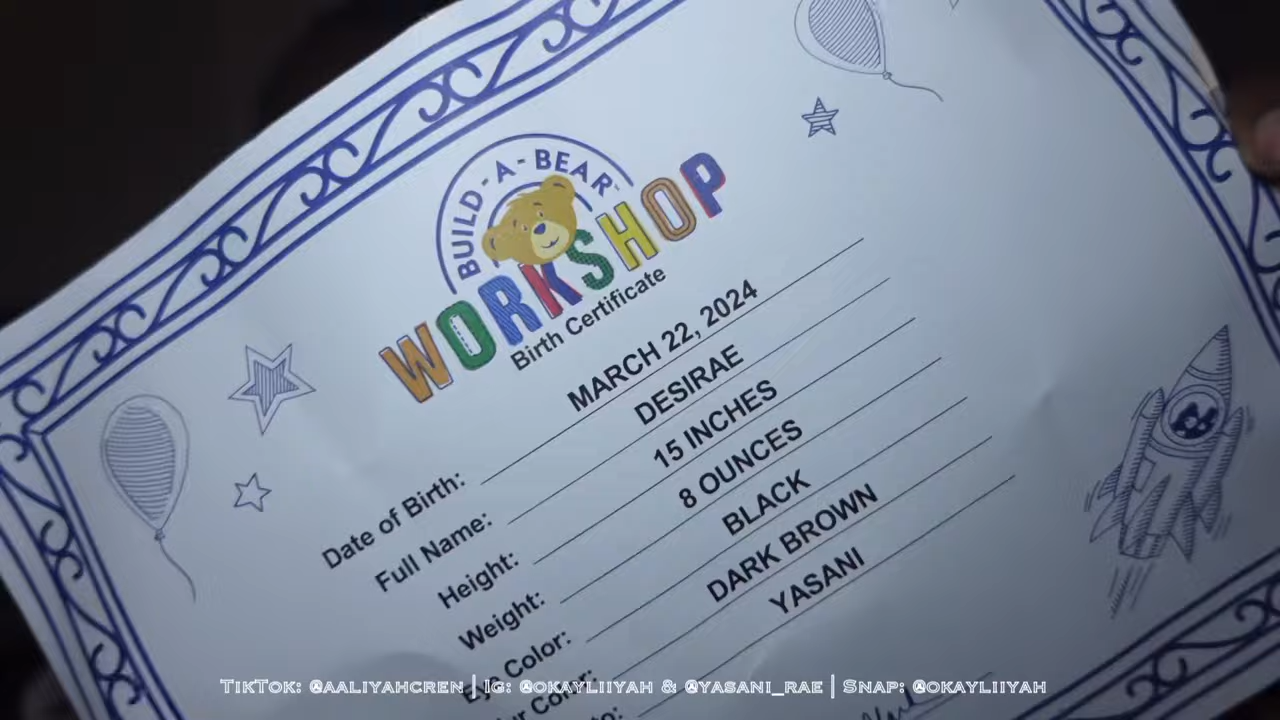 BUILD-A-BEAR
WORKSHOP
Birth Certificate
Date of Birth: MARCH 22, 2024
Full Name: DESIRAE
Height: 15 INCHES
Weight: 8 OUNCES
Eye Color: BLACK
Color: DARK BROWN
YASANI
TikTok: @AALIYAHCREN | Ig: @OKAYLIIYAH & @YASANI_RAE | Snap: @OKAYLIIYAH